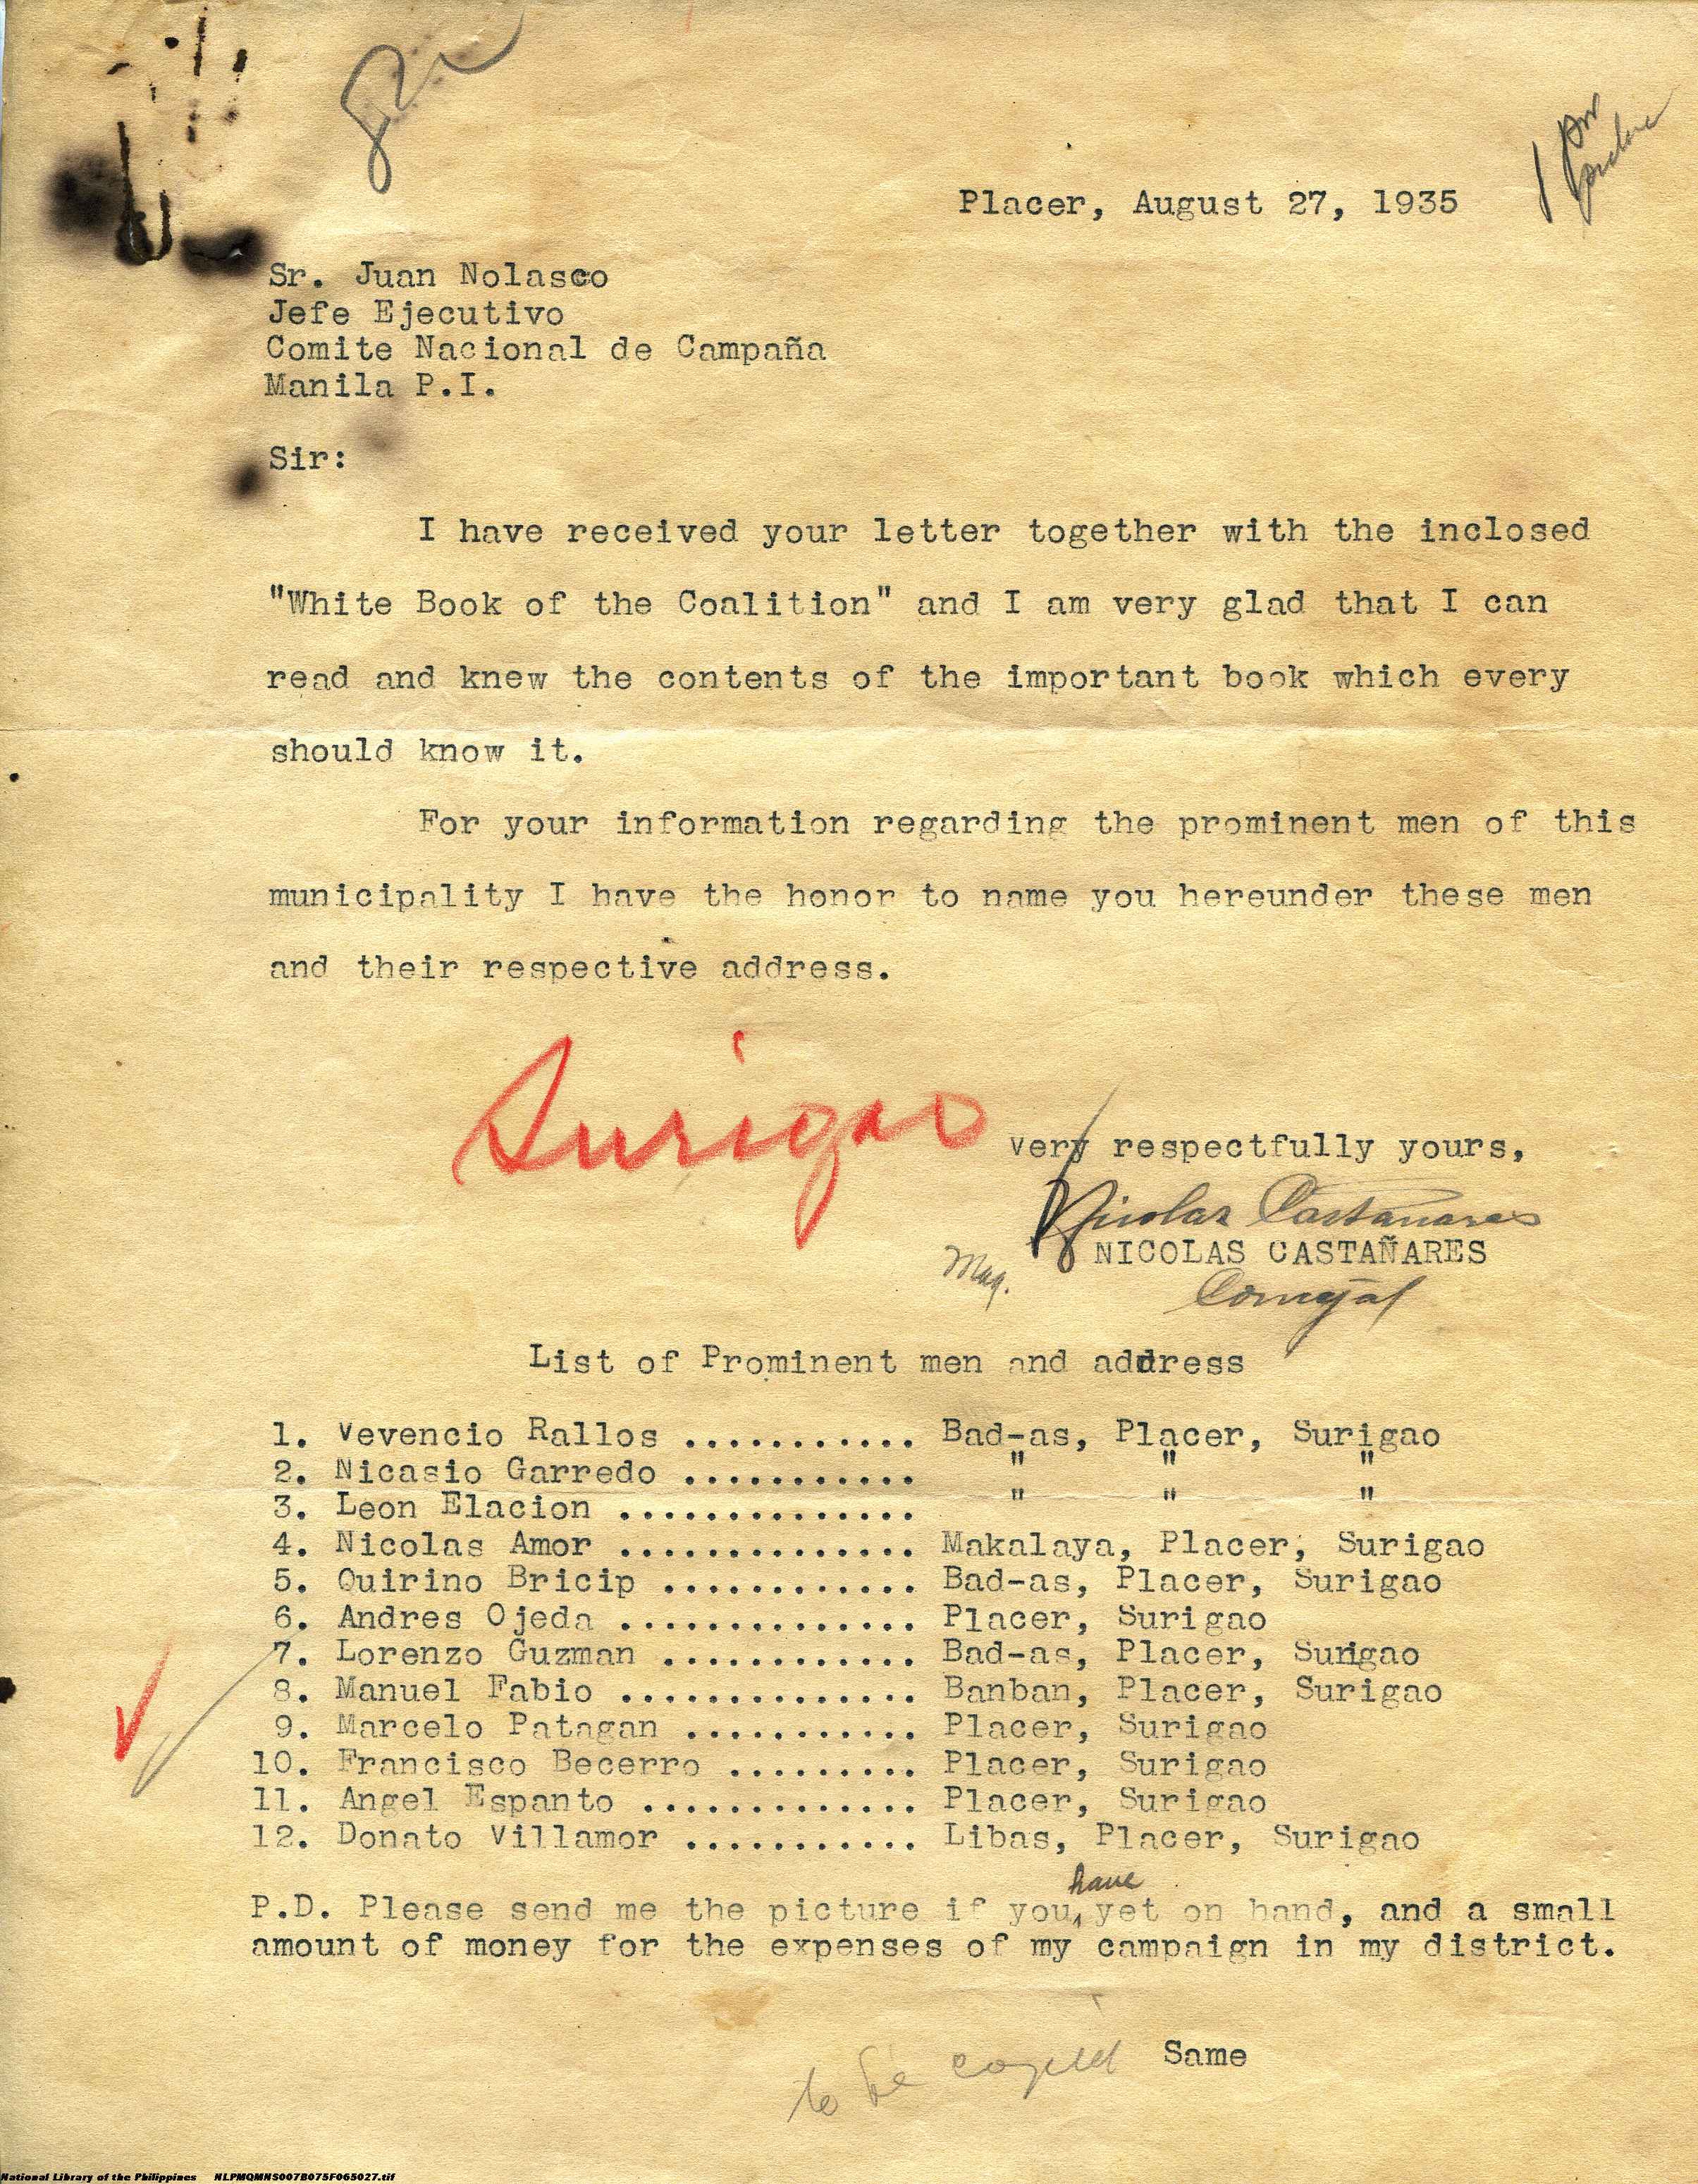 Placer, August 27, 1935
Sr. Juan Nolasco
Jefe Ejecutivo
Comite Nacional de Campaña
Manila P.I.
Sir:
I have received your letter together with the inclosed
"White Book of the Coalition" and I am very glad that I can
read and knew the contents of the important book which every
should know it.
For your information regarding the prominent men of this
municipality I have the honor to name you hereunder these men
and their respective address.
Surigao
very respectfully yours,
Nicolas Castañares
NICOLAS CASTAÑARES
List of Prominent men and address
1. Vevencio Rallos ........... Bad-as, Placer, Surigao
2. Nicasio Garredo ........... " " "
3. Leon Elacion .............. " " "
4. Nicolas Amor .............. Makalaya, Placer, Surigao
5. Quirino Bricip ............ Bad-as, Placer, Surigao
6. Andres Ojeda .............. Placer, Surigao
7. Lorenzo Guzman ............ Bad-as, Placer, Surigao
8. Manuel Fabio .............. Banban, Placer, Surigao
9. Marcelo Patagan ........... Placer, Surigao
10. Francisco Becerro ......... Placer, Surigao
11. Angel Espanto ............. Placer, Surigao
12. Donato Villamor ........... Libas, Placer, Surigao
have
P.D. Please send me the picture if you yet on hand, and a small
amount of money for the expenses of my campaign in my district.
Same
to be copied
National Library of the Philippines NLPMQMNS007B075F065027.tif